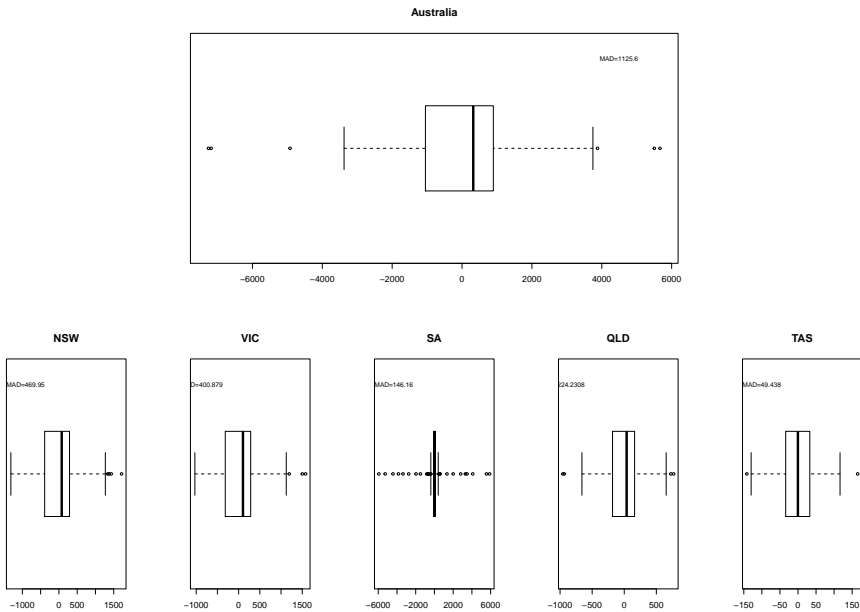 Australia
MAD=1125.6
−6000 −4000 −2000 0 2000 4000 6000
NSW VIC SA QLD TAS
MAD=469.95 D=400.879 MAD=146.16 224.2308 MAD=49.438
−1000 0 500 1500 −1000 0 500 1500 −6000 −2000 2000 6000 −1000 0 500 −150 −50 0 50 150